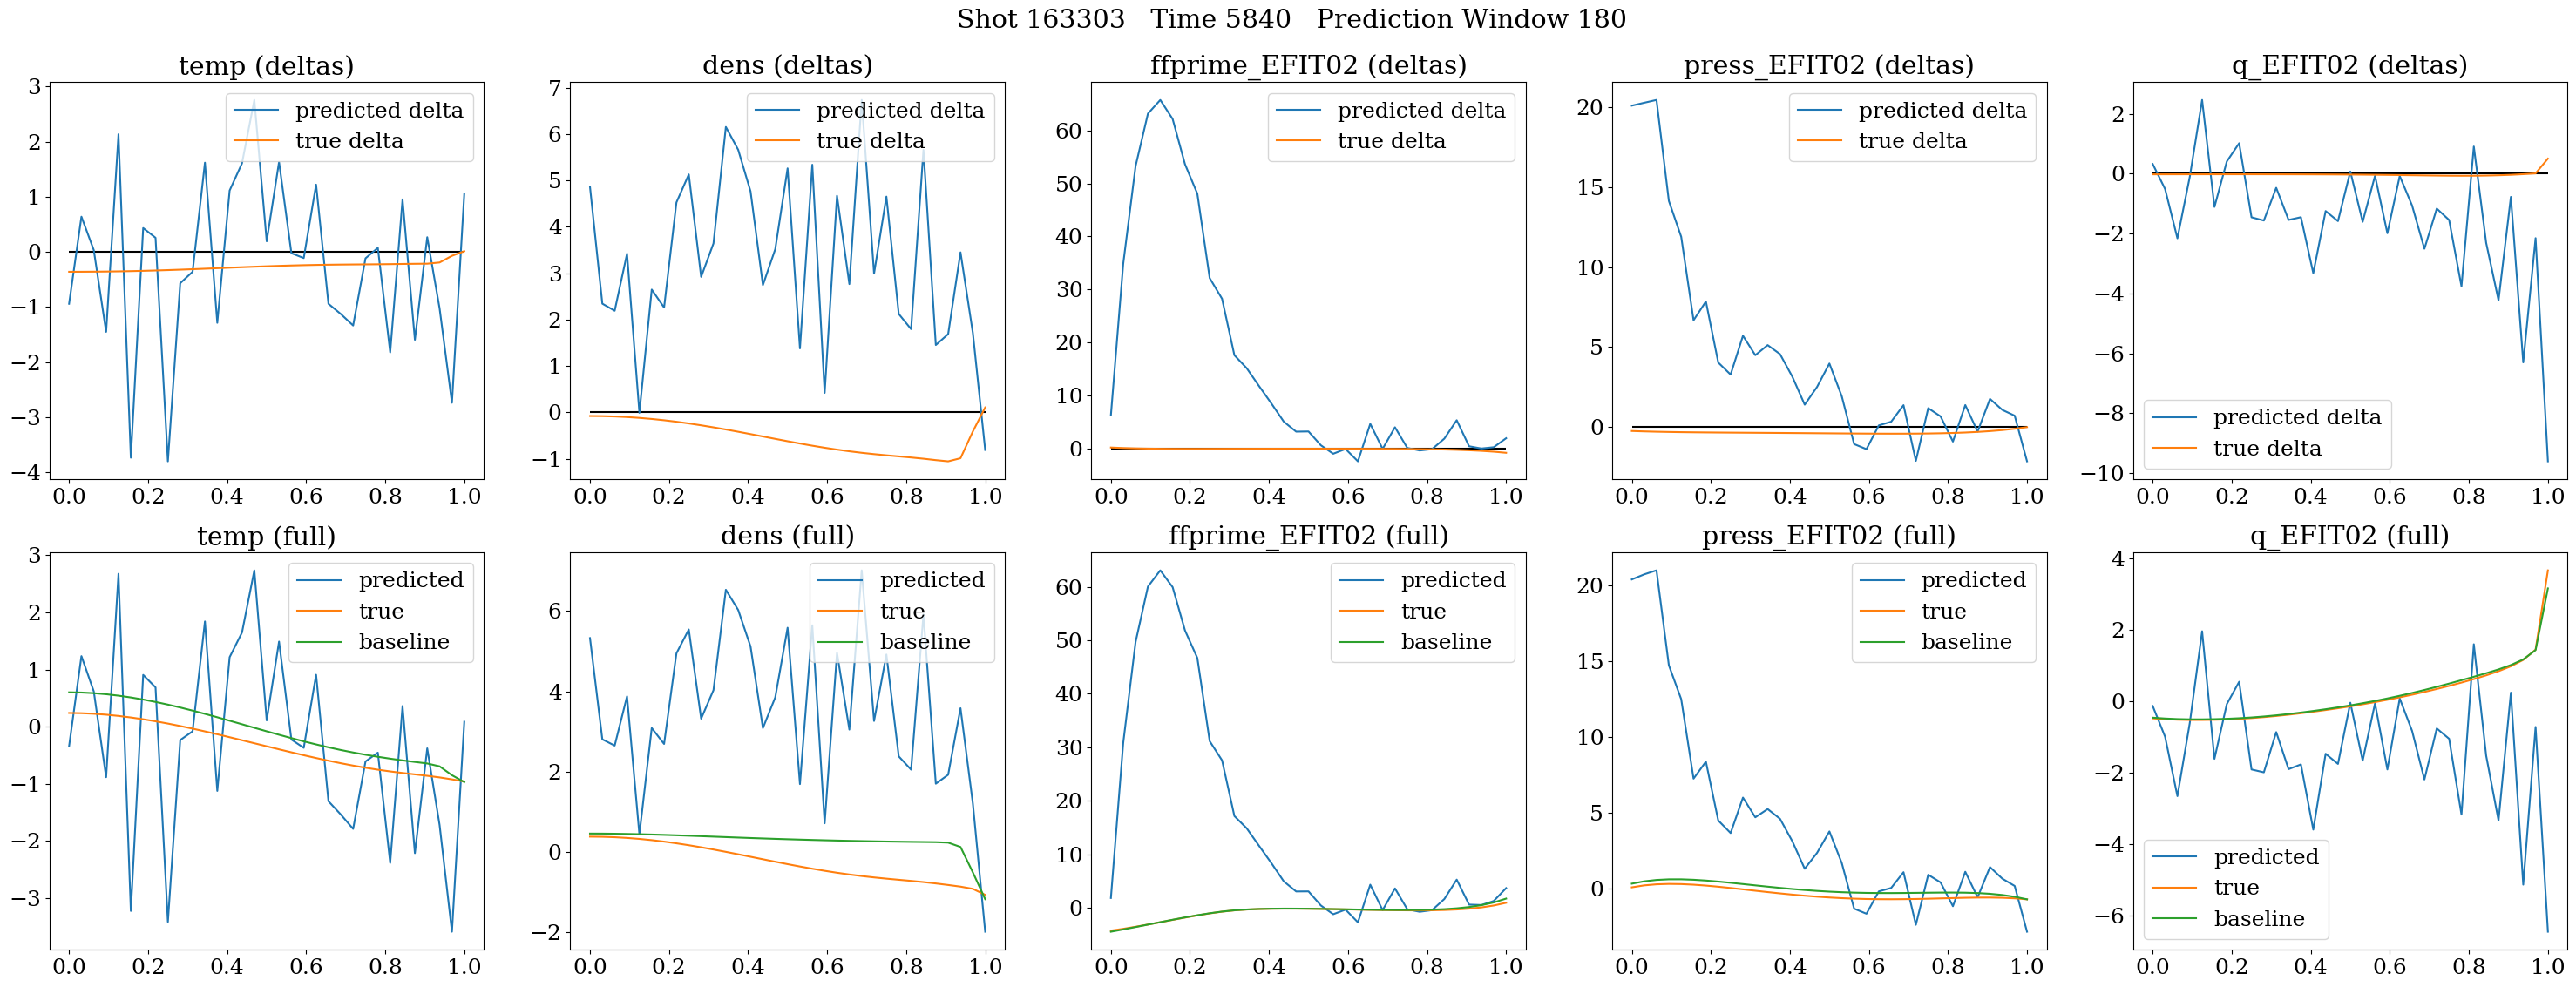 Shot 163303   Time 5840   Prediction Window 180
temp (deltas)
3
2
1
0
−1
−2
−3
−4
0.0 0.2 0.4 0.6 0.8 1.0
predicted delta
true delta
dens (deltas)
7
6
5
4
3
2
1
0
−1
0.0 0.2 0.4 0.6 0.8 1.0
predicted delta
true delta
ffprime_EFIT02 (deltas)
60
50
40
30
20
10
0
0.0 0.2 0.4 0.6 0.8 1.0
predicted delta
true delta
press_EFIT02 (deltas)
20
15
10
5
0
0.0 0.2 0.4 0.6 0.8 1.0
predicted delta
true delta
q_EFIT02 (deltas)
2
0
−2
−4
−6
−8
−10
0.0 0.2 0.4 0.6 0.8 1.0
predicted delta
true delta
temp (full)
3
2
1
0
−1
−2
−3
0.0 0.2 0.4 0.6 0.8 1.0
predicted
true
baseline
dens (full)
6
4
2
0
−2
0.0 0.2 0.4 0.6 0.8 1.0
predicted
true
baseline
ffprime_EFIT02 (full)
60
50
40
30
20
10
0
0.0 0.2 0.4 0.6 0.8 1.0
predicted
true
baseline
press_EFIT02 (full)
20
15
10
5
0
0.0 0.2 0.4 0.6 0.8 1.0
predicted
true
baseline
q_EFIT02 (full)
4
2
0
−2
−4
−6
0.0 0.2 0.4 0.6 0.8 1.0
predicted
true
baseline